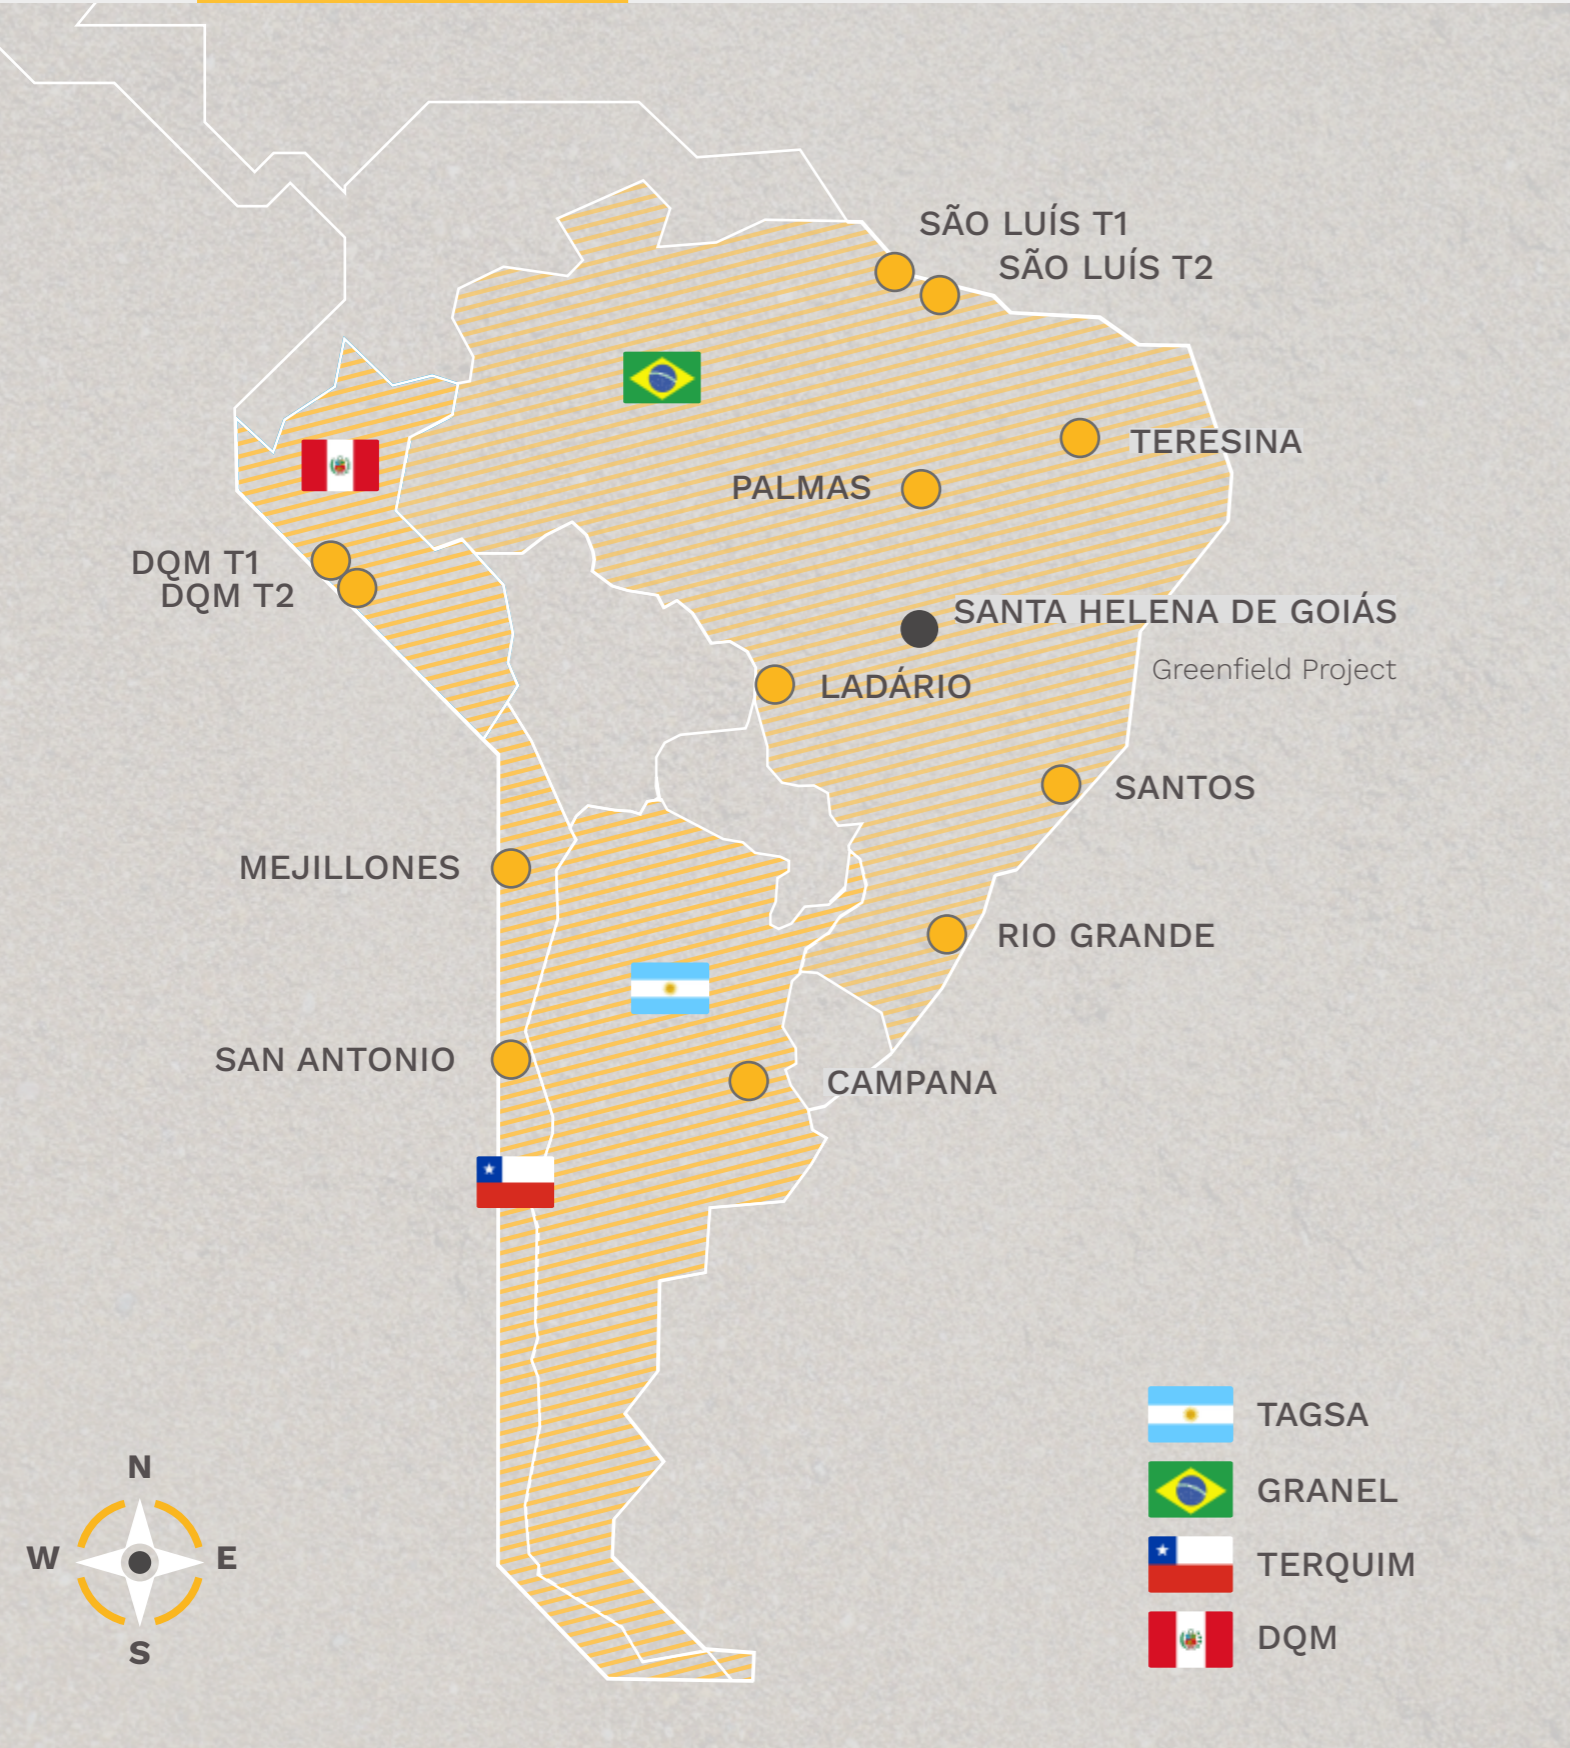 SÃO LUÍS T1
SÃO LUÍS T2
TERESINA
PALMAS
DQM T1
DQM T2
SANTA HELENA DE GOIÁS
Greenfield Project
LADÁRIO
SANTOS
MEJILLONES
RIO GRANDE
SAN ANTONIO
CAMPANA
TAGSA
GRANEL
TERQUIM
DQM
N
W
E
S